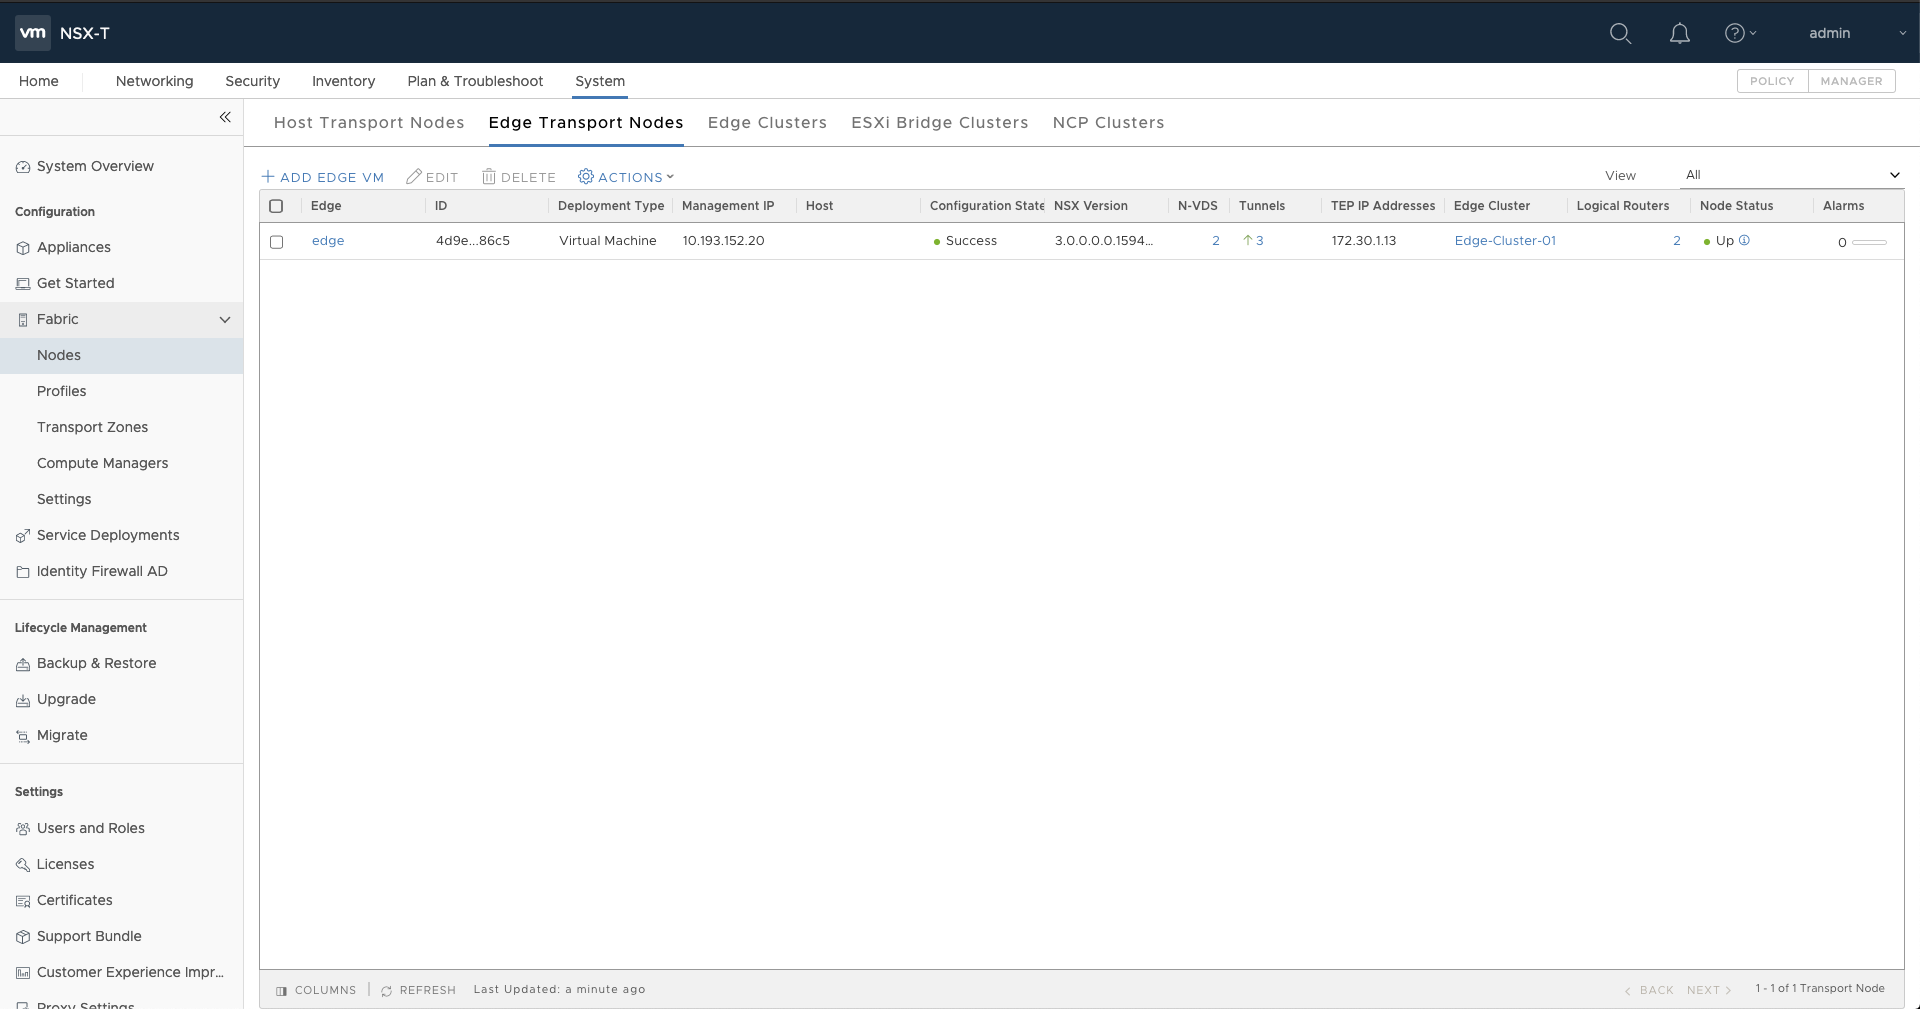 vm NSX-T
admin
Home Networking Security Inventory Plan & Troubleshoot System
POLICY MANAGER
Host Transport Nodes Edge Transport Nodes Edge Clusters ESXi Bridge Clusters NCP Clusters
System Overview
Configuration
Appliances
Get Started
Fabric
Nodes
Profiles
Transport Zones
Compute Managers
Settings
Service Deployments
Identity Firewall AD
Lifecycle Management
Backup & Restore
Upgrade
Migrate
Settings
Users and Roles
Licenses
Certificates
Support Bundle
Customer Experience Impr...
Proxy Settings
ADD EDGE VM EDIT DELETE ACTIONS View All
Edge ID Deployment Type Management IP Host Configuration State NSX Version N-VDS Tunnels TEP IP Addresses Edge Cluster Logical Routers Node Status Alarms
edge 4d9e...86c5 Virtual Machine 10.193.152.20 Success 3.0.0.0.0.1594... 2 3 172.30.1.13 Edge-Cluster-01 2 Up 0
COLUMNS REFRESH Last Updated: a minute ago BACK NEXT 1 - 1 of 1 Transport Node